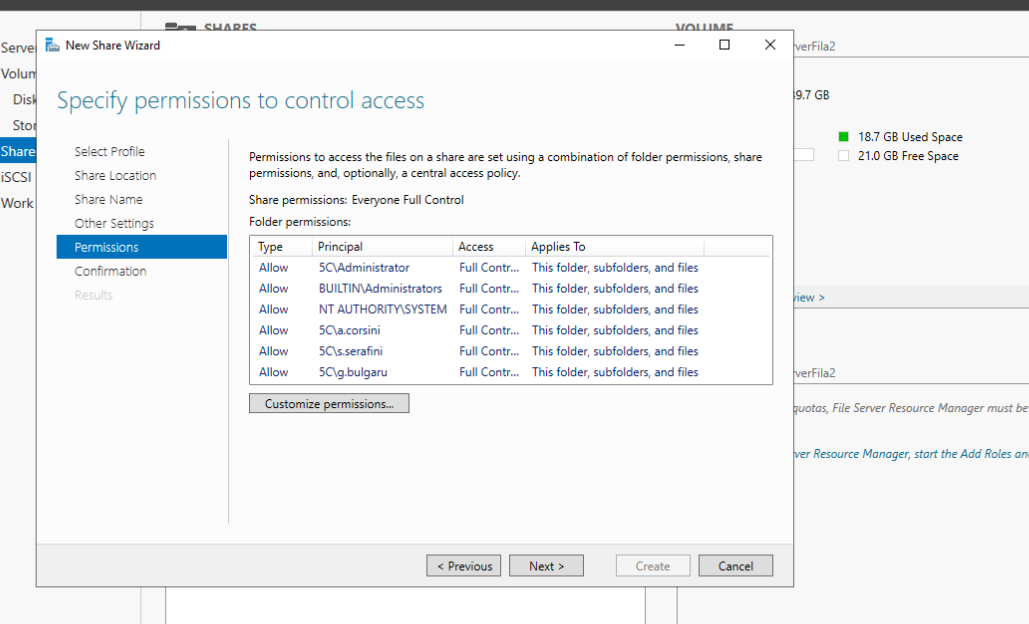 SHARES
VOLUME
New Share Wizard
Server
Volum
Disk
Stor
Share
iSCSI
Work
Specify permissions to control access
Select Profile
Share Location
Share Name
Other Settings
Permissions
Confirmation
Results
Permissions to access the files on a share are set using a combination of folder permissions, share
permissions, and, optionally, a central access policy.
Share permissions: Everyone Full Control
Folder permissions:
Type Principal Access Applies To
Allow 5C\Administrator Full Contr... This folder, subfolders, and files
Allow BUILTIN\Administrators Full Contr... This folder, subfolders, and files
Allow NT AUTHORITY\SYSTEM Full Contr... This folder, subfolders, and files
Allow 5C\a.corsini Full Contr... This folder, subfolders, and files
Allow 5C\s.serafini Full Contr... This folder, subfolders, and files
Allow 5C\g.bulgaru Full Contr... This folder, subfolders, and files
Customize permissions...
< Previous Next > Create Cancel
verFila2
39.7 GB
18.7 GB Used Space
21.0 GB Free Space
view >
verFila2
quotas, File Server Resource Manager must be
ver Resource Manager, start the Add Roles an